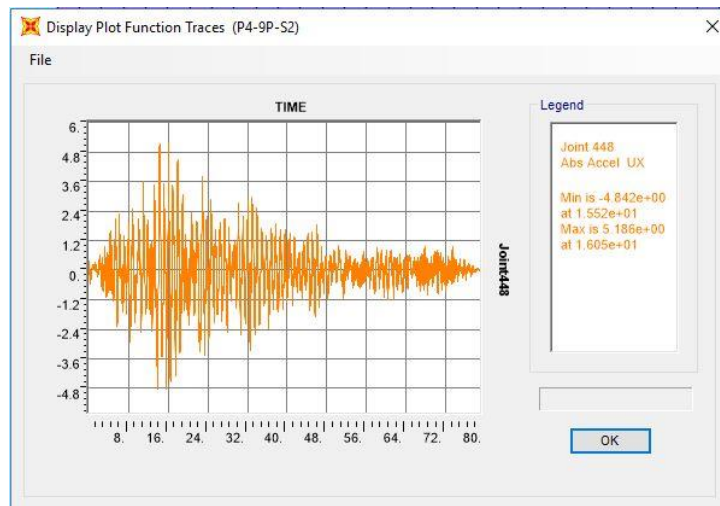 Display Plot Function Traces (P4-9P-S2)
File
TIME
Legend
6.
4.8
3.6
2.4
1.2
0.
-1.2
-2.4
-3.6
-4.8
8. 16. 24. 32. 40. 48. 56. 64. 72. 80.
Joint448
Joint 448
Abs Accel UX
Min is -4.842e+00
at 1.552e+01
Max is 5.186e+00
at 1.605e+01
OK